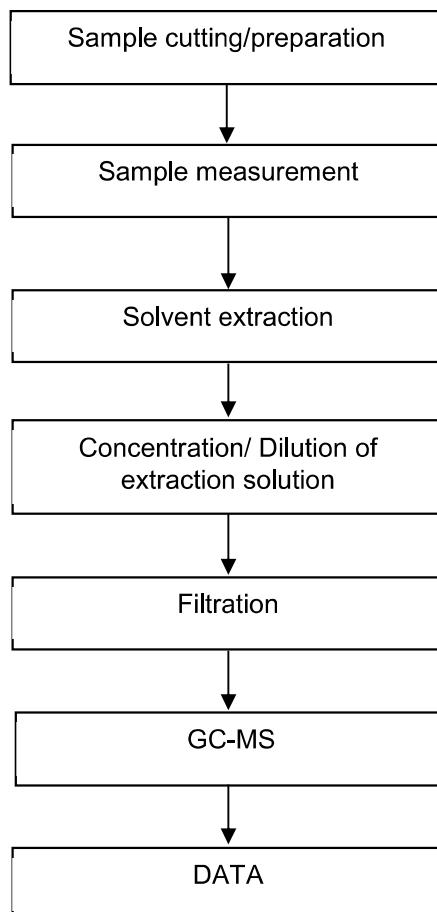 Sample cutting/preparation
Sample measurement
Solvent extraction
Concentration/ Dilution of
extraction solution
Filtration
GC-MS
DATA